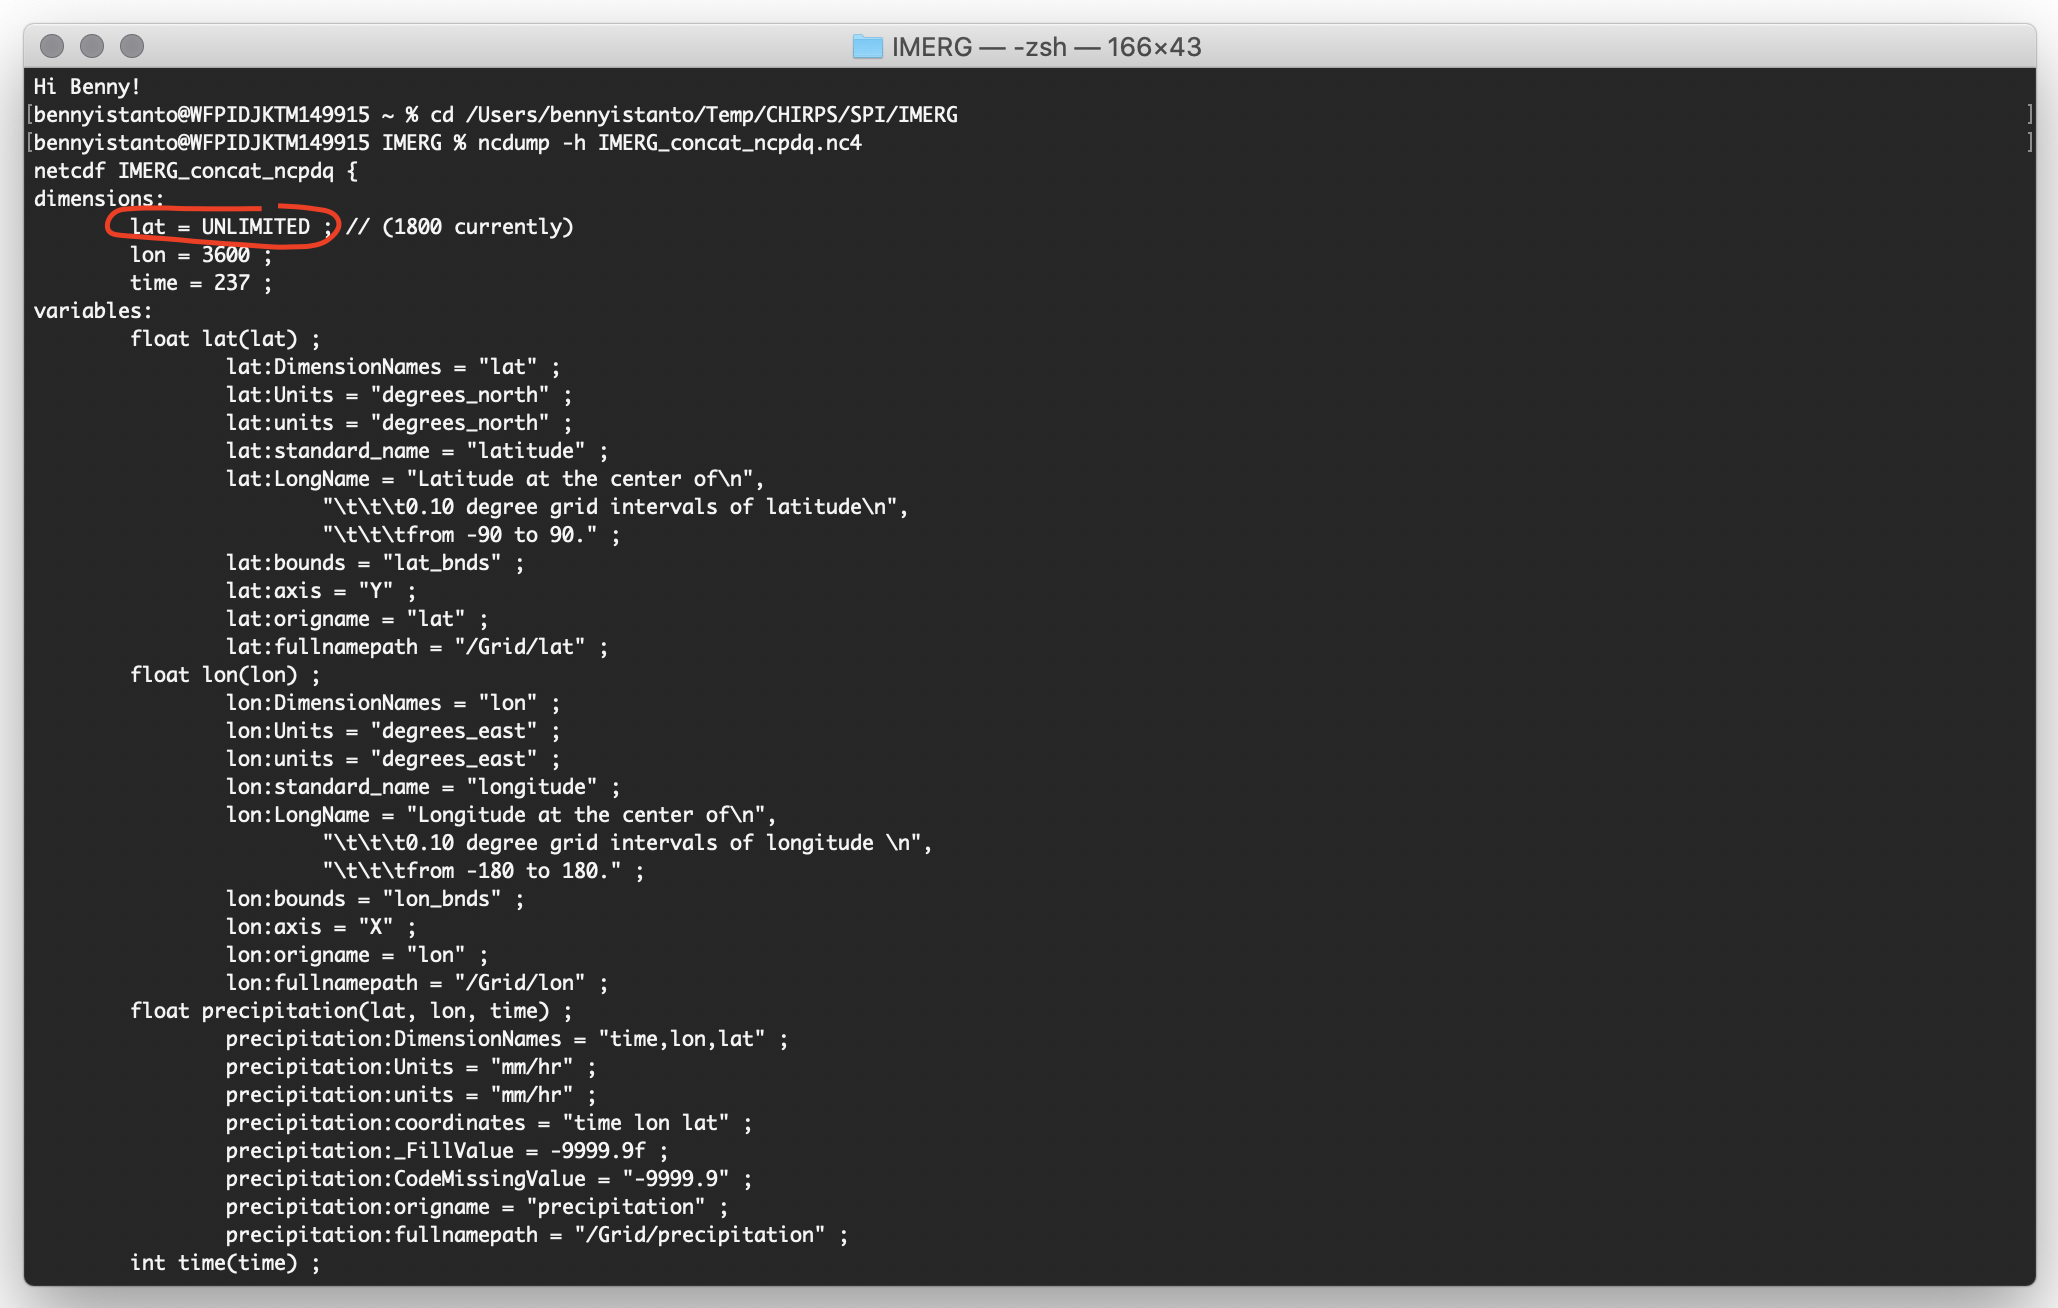 IMERG — -zsh — 166×43
Hi Benny!
[bennyistanto@WFPIDJKTM149915 ~ % cd /Users/bennyistanto/Temp/CHIRPS/SPI/IMERG ]
[bennyistanto@WFPIDJKTM149915 IMERG % ncdump -h IMERG_concat_ncpdq.nc4 ]
netcdf IMERG_concat_ncpdq {
dimensions:
lat = UNLIMITED ; // (1800 currently)
lon = 3600 ;
time = 237 ;
variables:
float lat(lat) ;
lat:DimensionNames = "lat" ;
lat:Units = "degrees_north" ;
lat:units = "degrees_north" ;
lat:standard_name = "latitude" ;
lat:LongName = "Latitude at the center of\n",
"\t\t\t0.10 degree grid intervals of latitude\n",
"\t\t\tfrom -90 to 90." ;
lat:bounds = "lat_bnds" ;
lat:axis = "Y" ;
lat:origname = "lat" ;
lat:fullnamepath = "/Grid/lat" ;
float lon(lon) ;
lon:DimensionNames = "lon" ;
lon:Units = "degrees_east" ;
lon:units = "degrees_east" ;
lon:standard_name = "longitude" ;
lon:LongName = "Longitude at the center of\n",
"\t\t\t0.10 degree grid intervals of longitude \n",
"\t\t\tfrom -180 to 180." ;
lon:bounds = "lon_bnds" ;
lon:axis = "X" ;
lon:origname = "lon" ;
lon:fullnamepath = "/Grid/lon" ;
float precipitation(lat, lon, time) ;
precipitation:DimensionNames = "time,lon,lat" ;
precipitation:Units = "mm/hr" ;
precipitation:units = "mm/hr" ;
precipitation:coordinates = "time lon lat" ;
precipitation:_FillValue = -9999.9f ;
precipitation:CodeMissingValue = "-9999.9" ;
precipitation:origname = "precipitation" ;
precipitation:fullnamepath = "/Grid/precipitation" ;
int time(time) ;